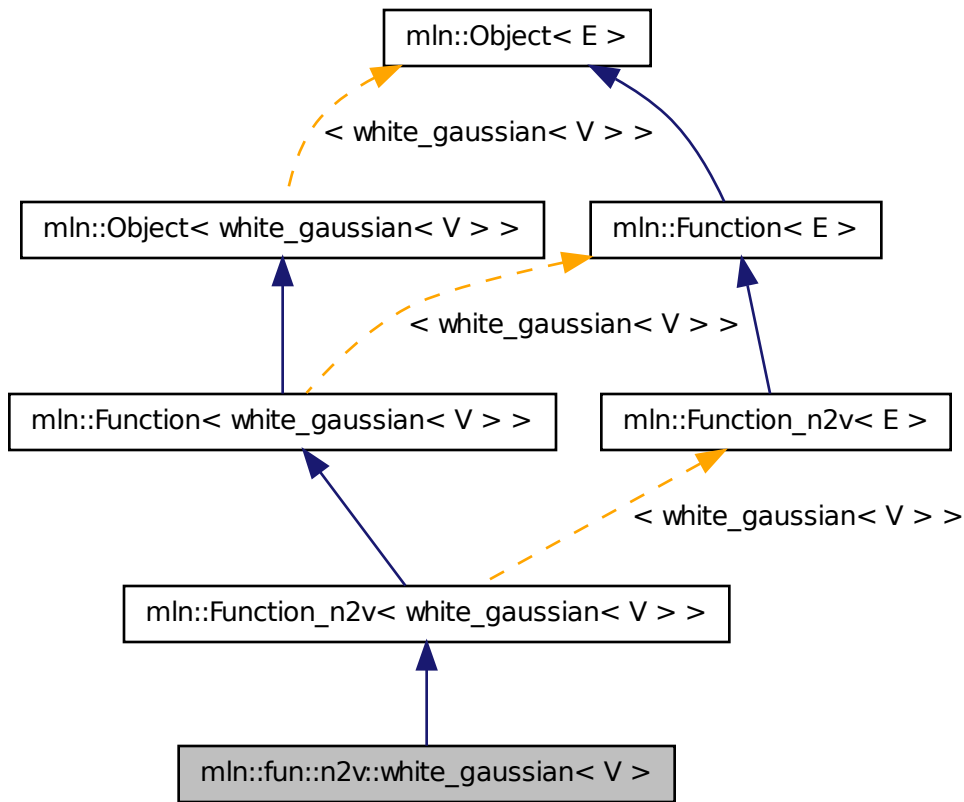 mln::Object< E >
< white_gaussian< V > >
mln::Object< white_gaussian< V > >
mln::Function< E >
< white_gaussian< V > >
mln::Function< white_gaussian< V > >
mln::Function_n2v< E >
< white_gaussian< V > >
mln::Function_n2v< white_gaussian< V > >
mln::fun::n2v::white_gaussian< V >